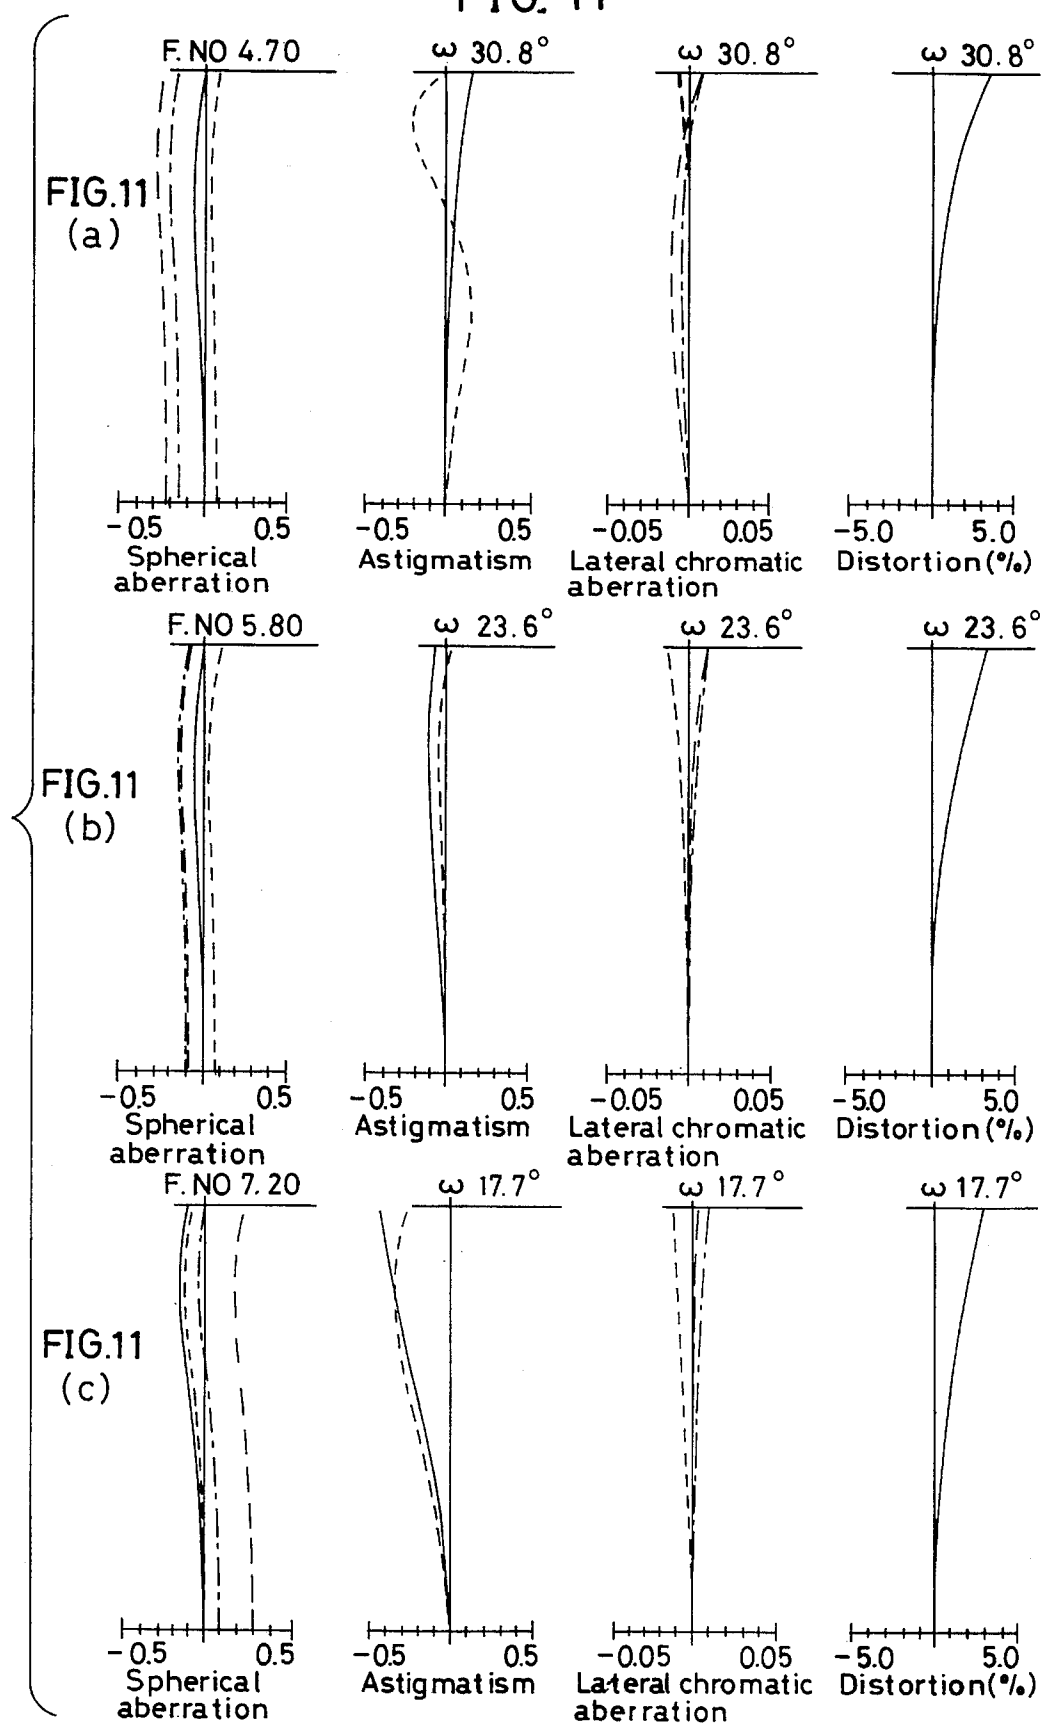 FIG. 11
F. NO 4.70
ω 30.8°
ω 30.8°
ω 30.8°
FIG.11
(a)
-0.5 0.5
Spherical
aberration
-0.5 0.5
Astigmatism
-0.05 0.05
Lateral chromatic
aberration
-5.0 5.0
Distortion (%)
F. NO 5.80
ω 23.6°
ω 23.6°
ω 23.6°
FIG.11
(b)
-0.5 0.5
Spherical
aberration
-0.5 0.5
Astigmatism
-0.05 0.05
Lateral chromatic
aberration
-5.0 5.0
Distortion (%)
F. NO 7.20
ω 17.7°
ω 17.7°
ω 17.7°
FIG.11
(c)
-0.5 0.5
Spherical
aberration
-0.5 0.5
Astigmatism
-0.05 0.05
Lateral chromatic
aberration
-5.0 5.0
Distortion (%)